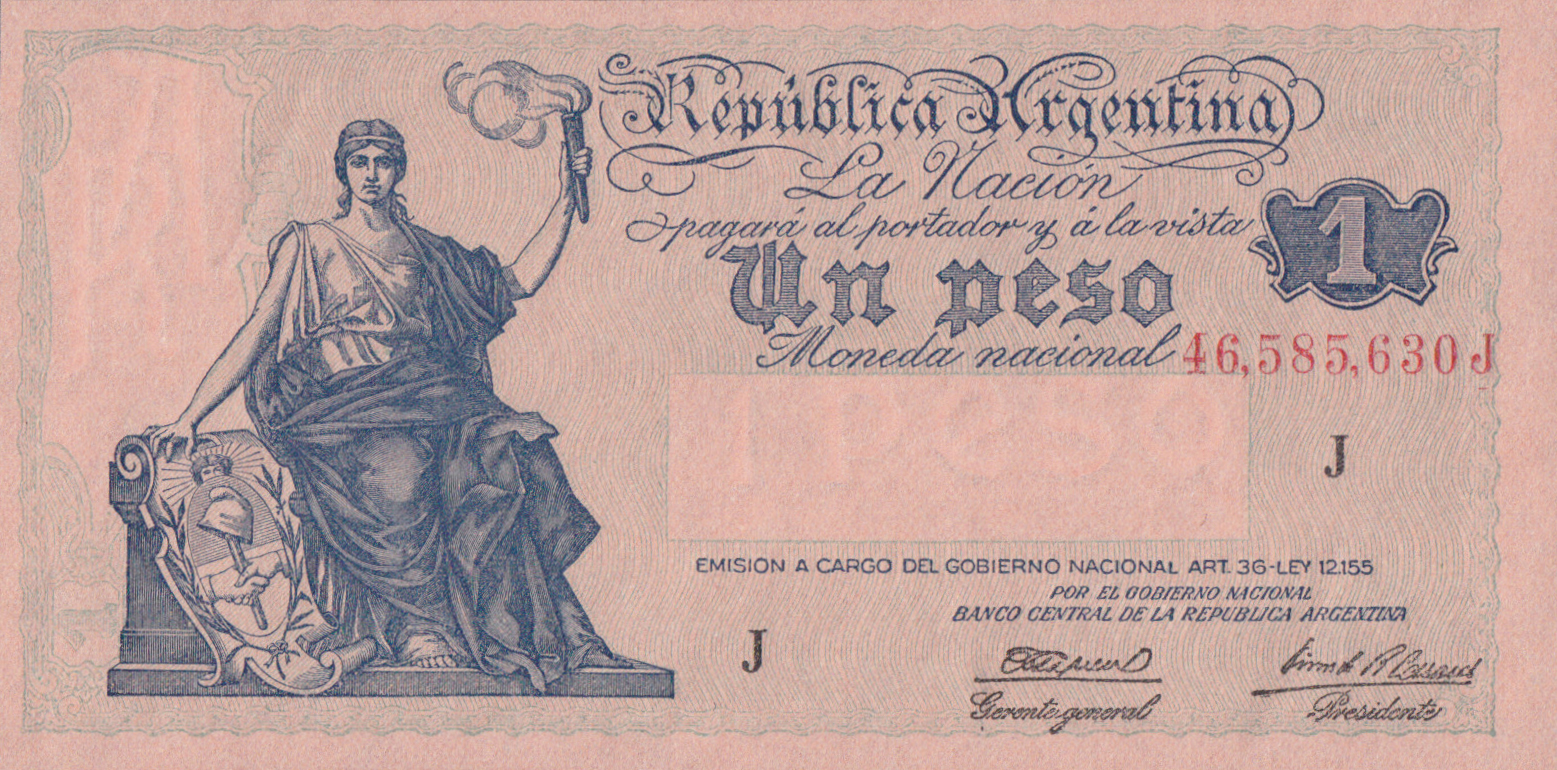 República Argentina
La Nación
pagará al portador y á la vista
1
Un peso
Moneda nacional
46,585,630 J
J
EMISION A CARGO DEL GOBIERNO NACIONAL ART. 36-LEY 12.155
POR EL GOBIERNO NACIONAL
BANCO CENTRAL DE LA REPUBLICA ARGENTINA
J
Gerente general
Presidente